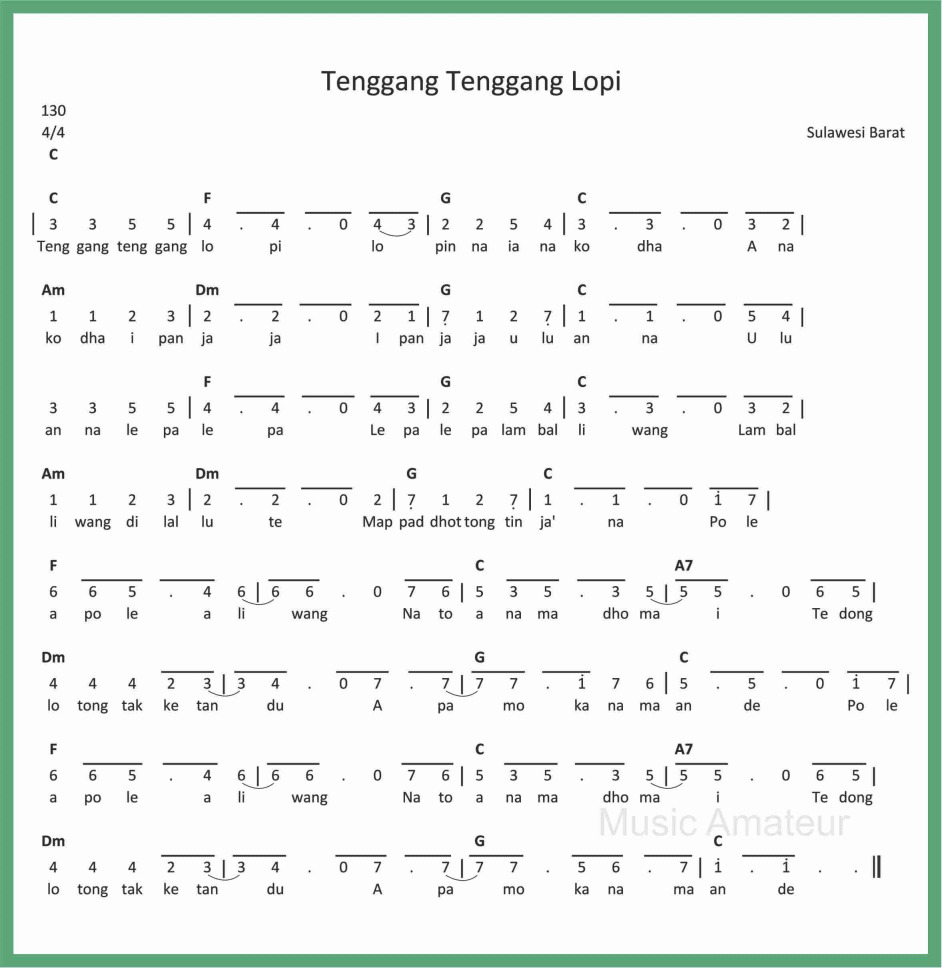 Tenggang Tenggang Lopi
130
4/4
Sulawesi Barat
C
C F G C
| 3 3 5 5 | 4 . 4 . 0 4 3 | 2 2 5 4 | 3 . 3 . 0 3 2 |
Teng gang teng gang lo pi lo pin na ia na ko dha A na
Am Dm G C
1 1 2 3 | 2 . 2 . 0 2 1 | 7̣ 1 2 7̣ | 1 . 1 . 0 5 4 |
ko dha i pan ja ja I pan ja ja u lu an na U lu
F G C
3 3 5 5 | 4 . 4 . 0 4 3 | 2 2 5 4 | 3 . 3 . 0 3 2 |
an na le pa le pa Le pa le pa lam bal li wang Lam bal
Am Dm G C
1 1 2 3 | 2 . 2 . 0 2 | 7̣ 1 2 7̣ | 1 . 1 . 0 1̇ 7 |
li wang di lal lu te Map pad dhot tong tin ja' na Po le
F C A7
6 6 5 . 4 6 | 6 6 . 0 7 6 | 5 3 5 . 3 5 | 5 5 . 0 6 5 |
a po le a li wang Na to a na ma dho ma i Te dong
Dm G C
4 4 4 2 3 | 3 4 . 0 7 . 7 | 7 7 . 1̇ 7 6 | 5 . 5 . 0 1̇ 7 |
lo tong tak ke tan du A pa mo ka na ma an de Po le
F C A7
6 6 5 . 4 6 | 6 6 . 0 7 6 | 5 3 5 . 3 5 | 5 5 . 0 6 5 |
a po le a li wang Na to a na ma dho ma i Te dong
Music Amateur
Dm G C
4 4 4 2 3 | 3 4 . 0 7 . 7 | 7 7 . 5 6 . 7 | 1̇ . 1̇ . . ||
lo tong tak ke tan du A pa mo ka na ma an de